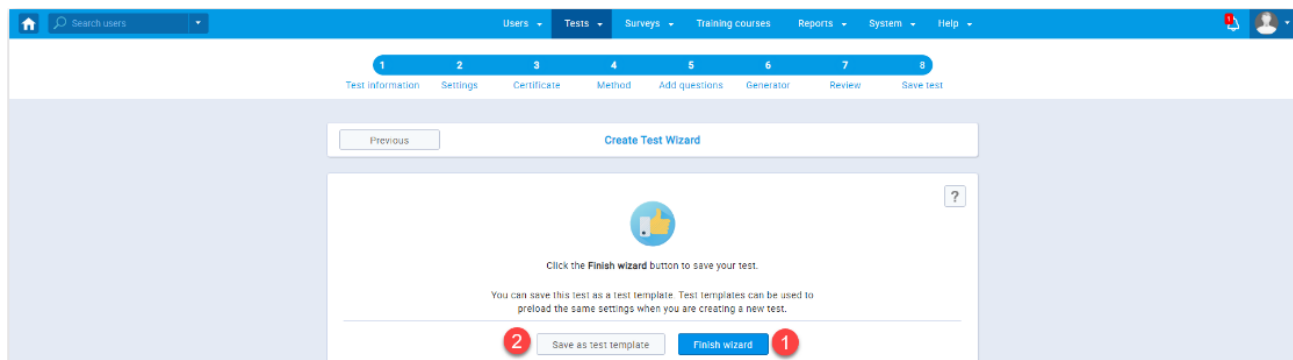 Search users Users Tests Surveys Training courses Reports System Help 1
1 2 3 4 5 6 7 8
Test information Settings Certificate Method Add questions Generator Review Save test
Previous Create Test Wizard
?
Click the Finish wizard button to save your test.
You can save this test as a test template. Test templates can be used to
preload the same settings when you are creating a new test.
2 Save as test template Finish wizard 1